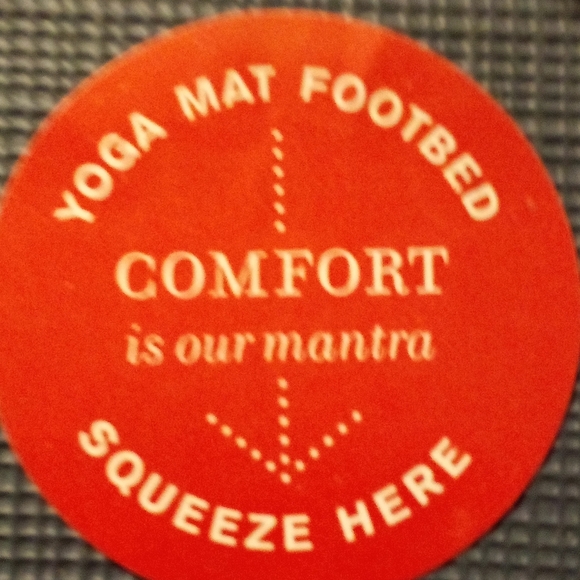 YOGA MAT FOOTBED
COMFORT
is our mantra
SQUEEZE HERE